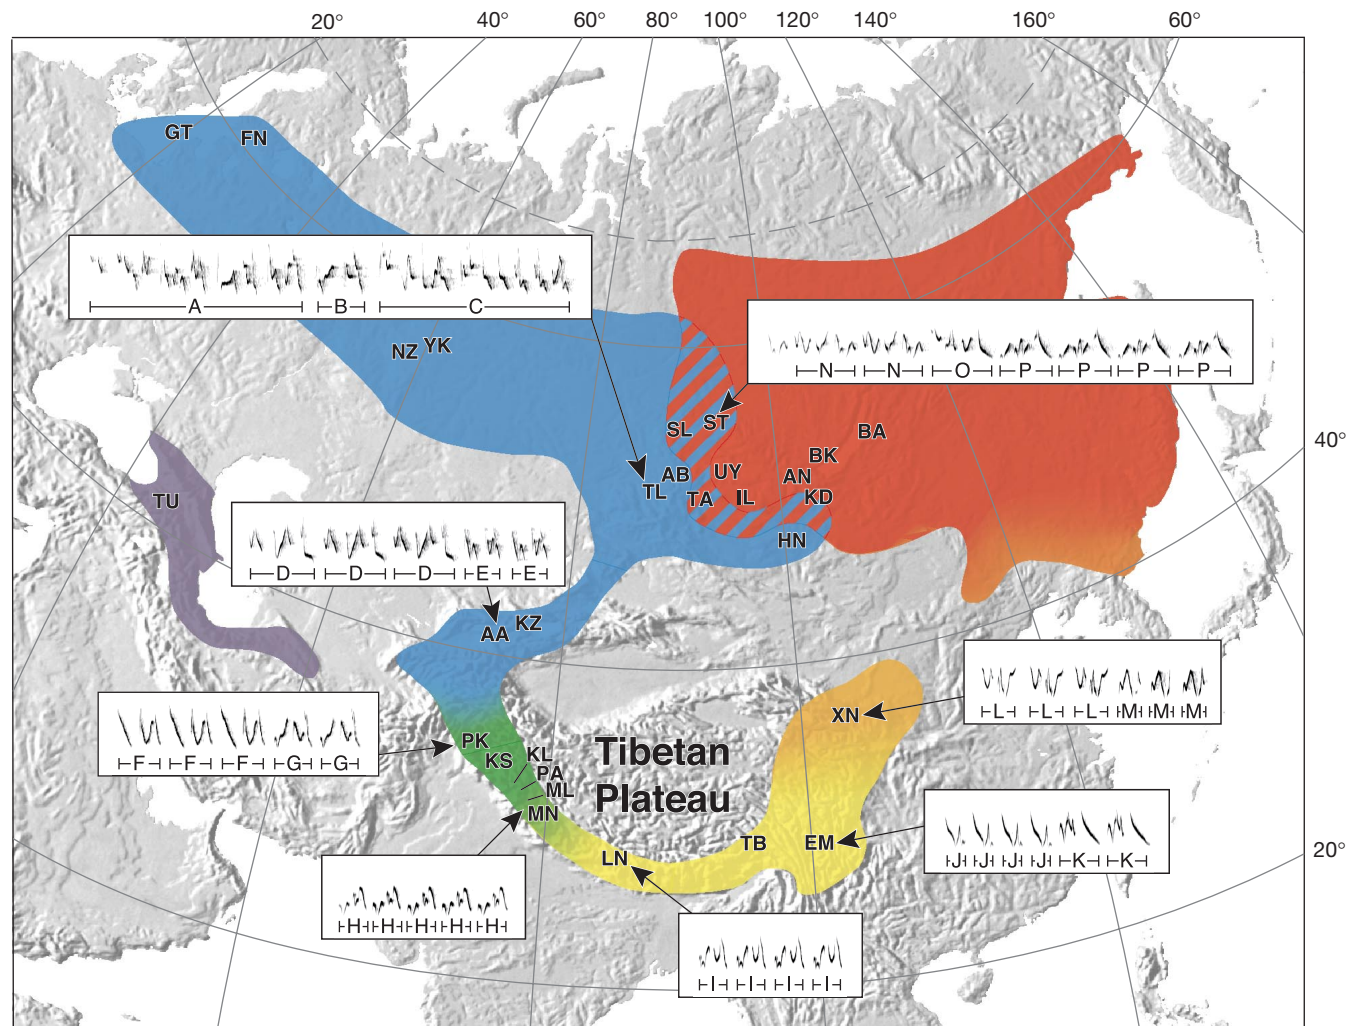 20° 40° 60° 80° 100° 120° 140° 160° 60°
GT FN
A B C
NZ YK
N N O P P P P
ST
SL
BA
40°
BK
UY
AB
AN
TL
TA IL KD
TU
HN
D D D E E
KZ
AA
L L L M M M
XN
PK
KS KL
F F F G G
PA
ML
MN
Tibetan
Plateau
TB EM
LN
20°
J J J J K K
H H H H H
I I I I